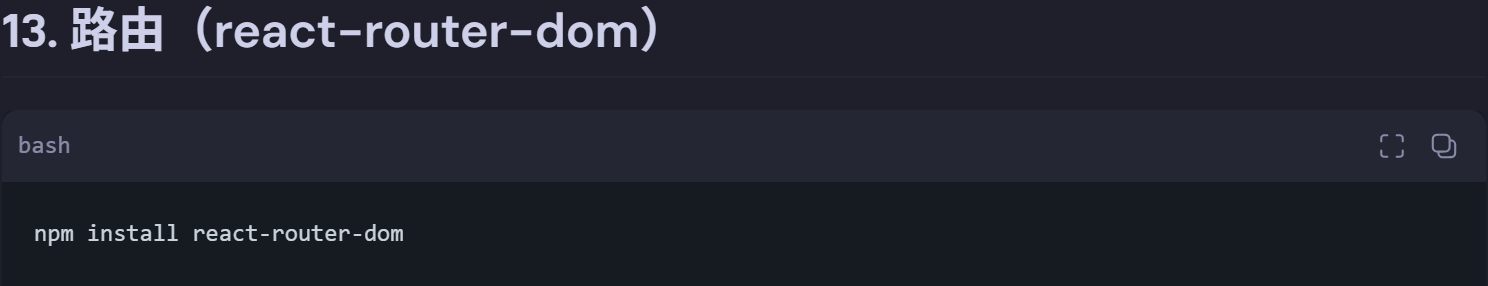 13. 路由（react-router-dom）
bash
npm install react-router-dom